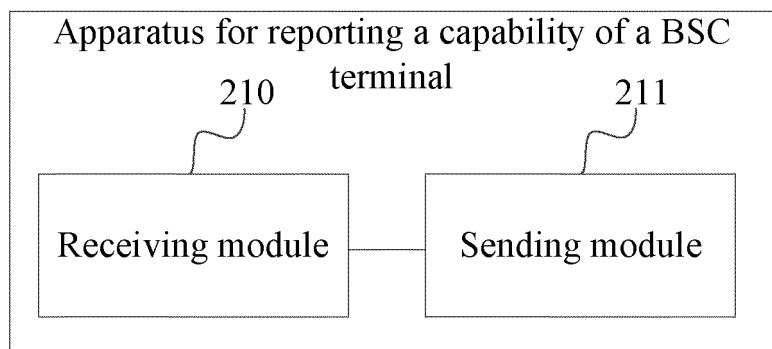 Apparatus for reporting a capability of a BSC
terminal
210
211
Receiving module
Sending module